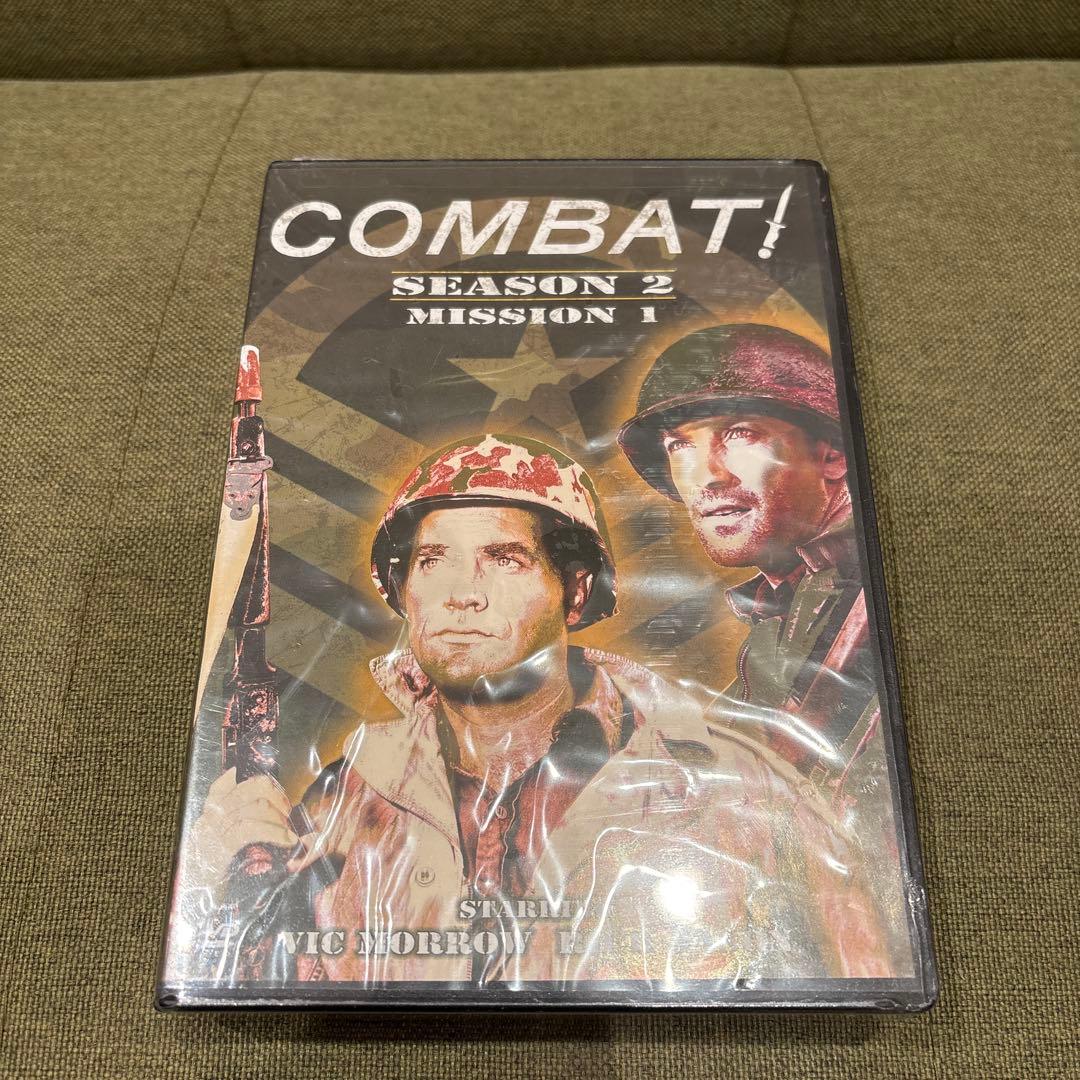 COMBAT!
SEASON 2
MISSION 1
VIC MORROW